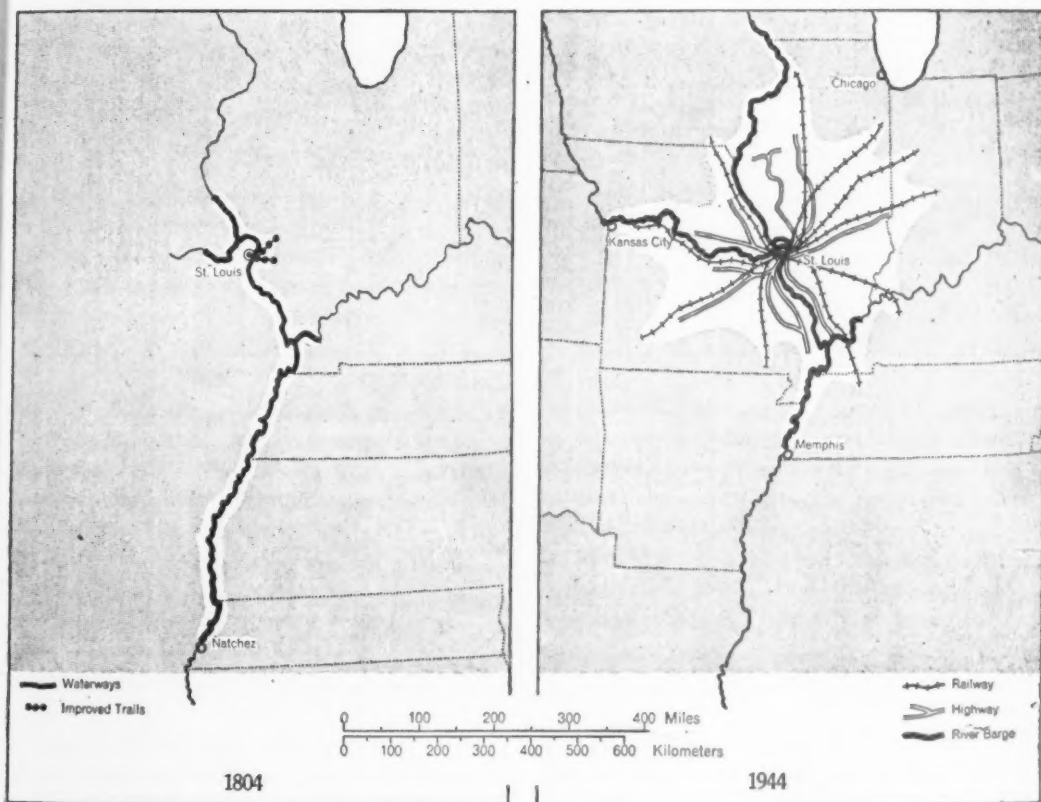 St. Louis
Natchez
Waterways
Improved Trails
1804
Chicago
Kansas City
St. Louis
Memphis
Railway
Highway
River Barge
1944
0 100 200 300 400 Miles
0 100 200 300 400 500 600 Kilometers